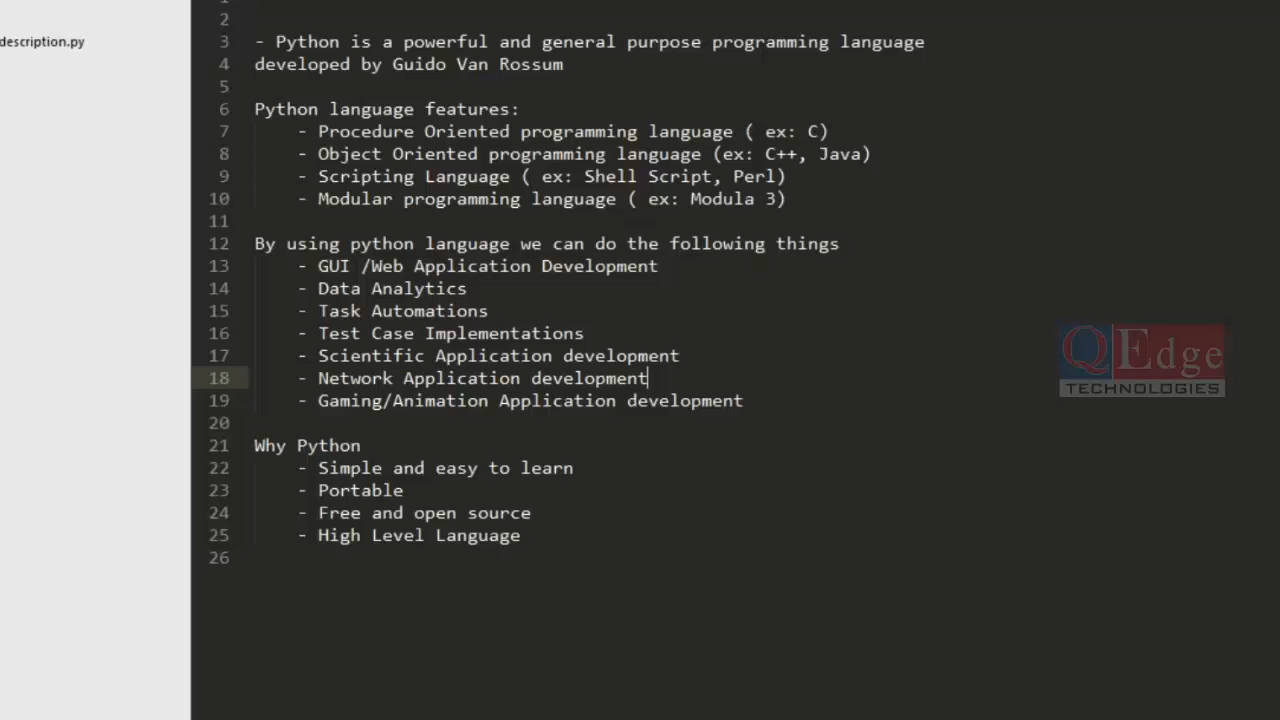 description.py
1
2
3 - Python is a powerful and general purpose programming language
4 developed by Guido Van Rossum
5
6 Python language features:
7 - Procedure Oriented programming language ( ex: C)
8 - Object Oriented programming language (ex: C++, Java)
9 - Scripting Language ( ex: Shell Script, Perl)
10 - Modular programming language ( ex: Modula 3)
11
12 By using python language we can do the following things
13 - GUI /Web Application Development
14 - Data Analytics
15 - Task Automations
16 - Test Case Implementations
17 - Scientific Application development
18 - Network Application development
19 - Gaming/Animation Application development
20
21 Why Python
22 - Simple and easy to learn
23 - Portable
24 - Free and open source
25 - High Level Language
26
QEdge
TECHNOLOGIES